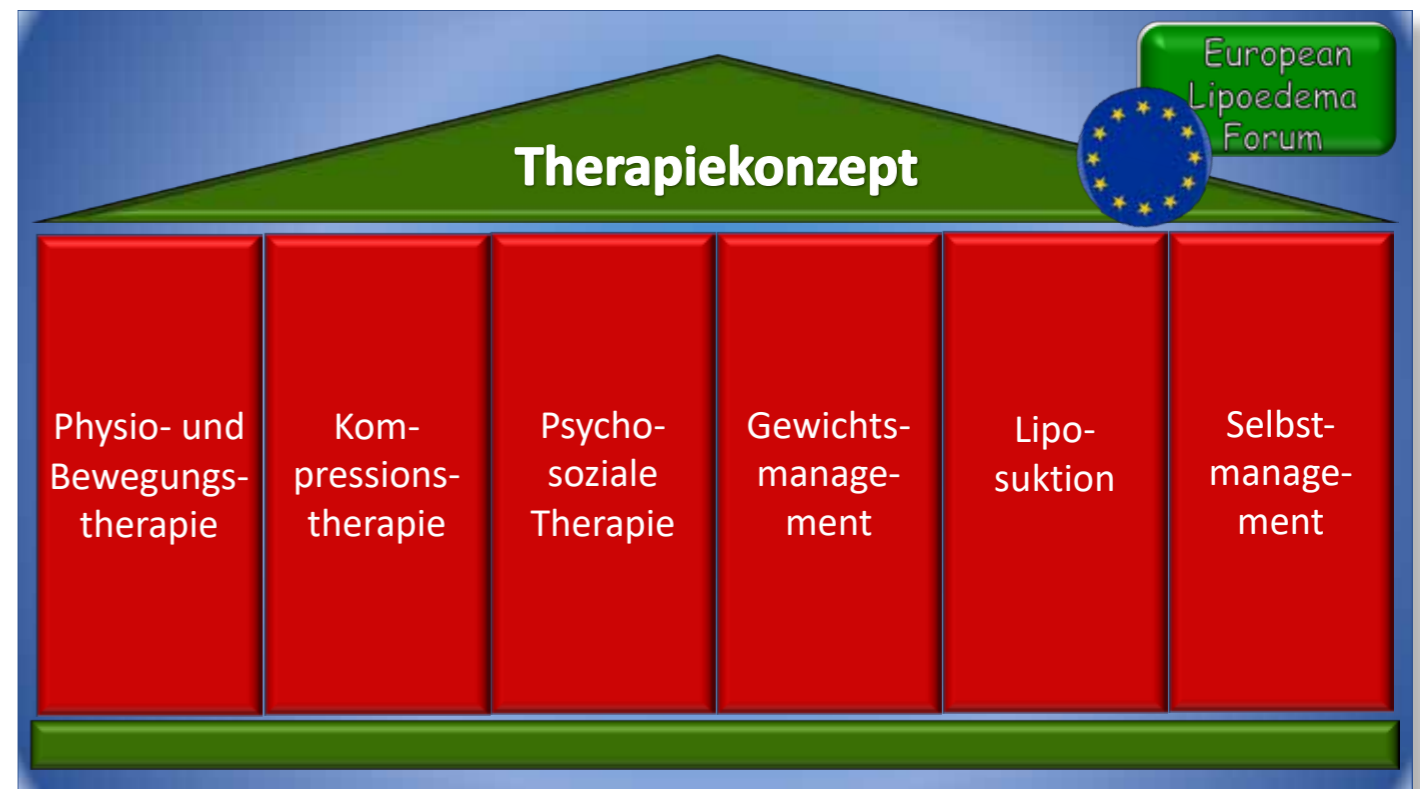 European
Lipoedema
Forum
Therapiekonzept
Physio- und
Bewegungs-
therapie
Kom-
pressions-
therapie
Psycho-
soziale
Therapie
Gewichts-
manage-
ment
Lipo-
suktion
Selbst-
manage-
ment